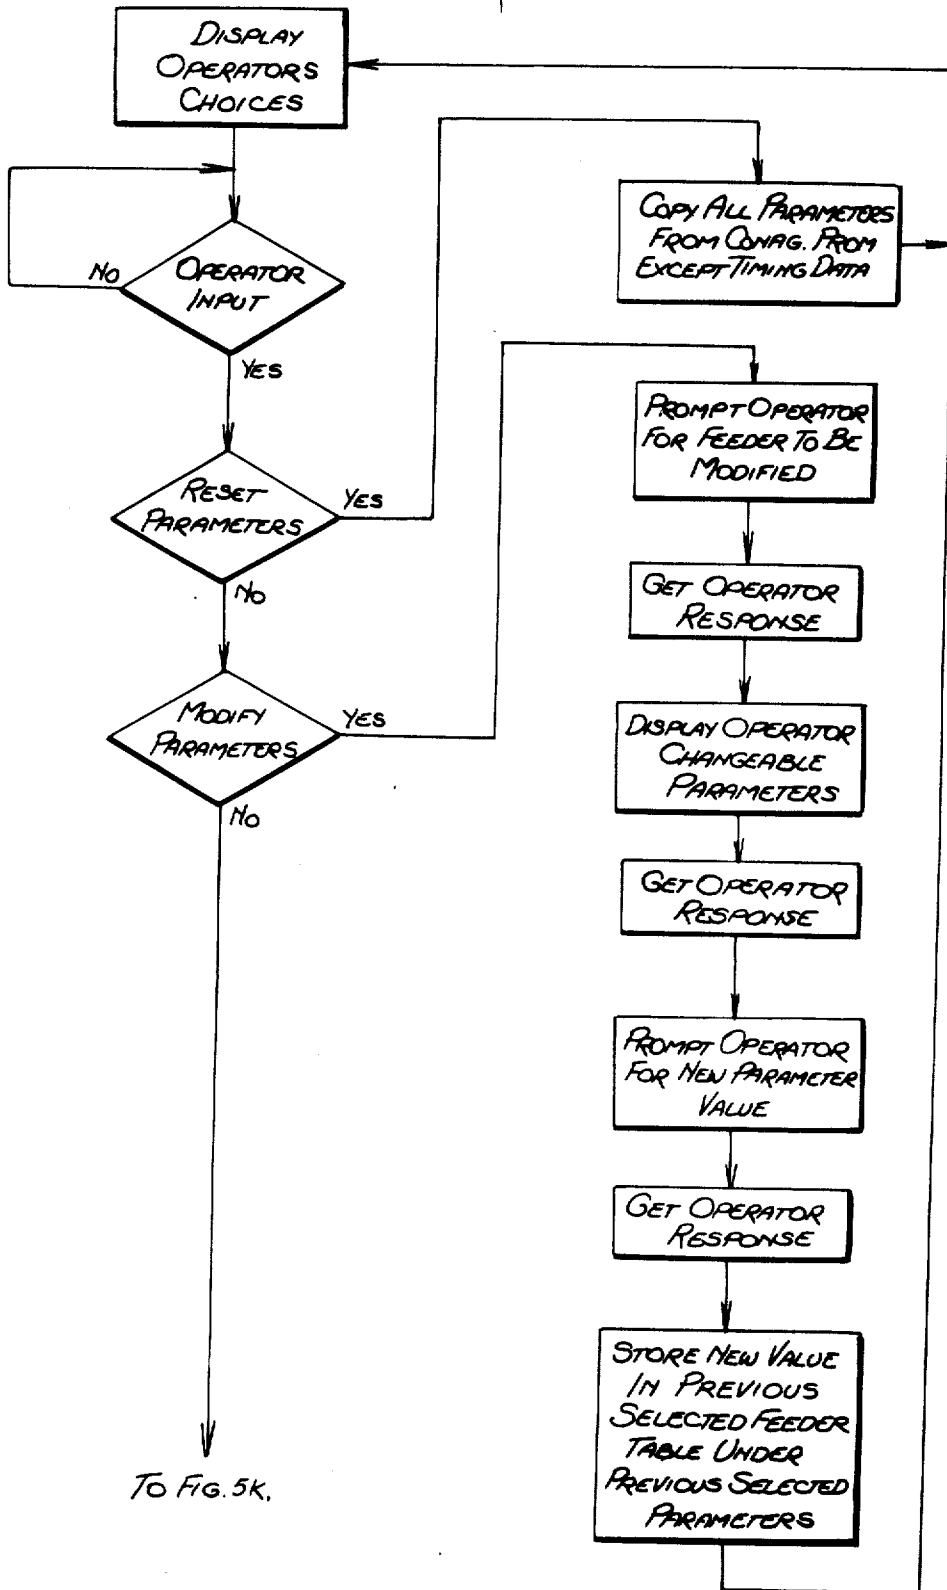 DISPLAY
OPERATORS
CHOICES
OPERATOR
INPUT
NO
YES
RESET
PARAMETERS
YES
NO
MODIFY
PARAMETERS
YES
NO
TO FIG. 5K.
COPY ALL PARAMETERS
FROM CONAG. PROM
EXCEPT TIMING DATA
PROMPT OPERATOR
FOR FEEDER TO BE
MODIFIED
GET OPERATOR
RESPONSE
DISPLAY OPERATOR
CHANGEABLE
PARAMETERS
GET OPERATOR
RESPONSE
PROMPT OPERATOR
FOR NEW PARAMETER
VALUE
GET OPERATOR
RESPONSE
STORE NEW VALUE
IN PREVIOUS
SELECTED FEEDER
TABLE UNDER
PREVIOUS SELECTED
PARAMETERS